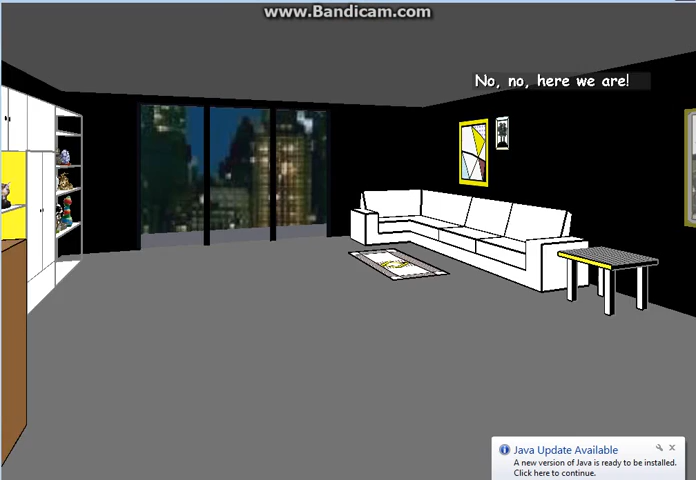 www.Bandicam.com
No, no, here we are!
Java Update Available
A new version of Java is ready to be installed.
Click here to continue.